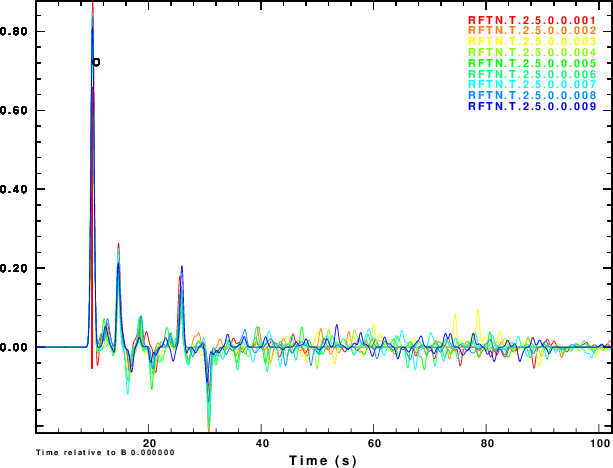 RFTN.T.2.5.0.0.001
RFTN.T.2.5.0.0.002
RFTN.T.2.5.0.0.003
RFTN.T.2.5.0.0.004
RFTN.T.2.5.0.0.005
RFTN.T.2.5.0.0.006
RFTN.T.2.5.0.0.007
RFTN.T.2.5.0.0.008
RFTN.T.2.5.0.0.009
0.80
0.60
0.40
0.20
0.00
20 40 60 80 100
Time relative to B 0.000000
Time (s)